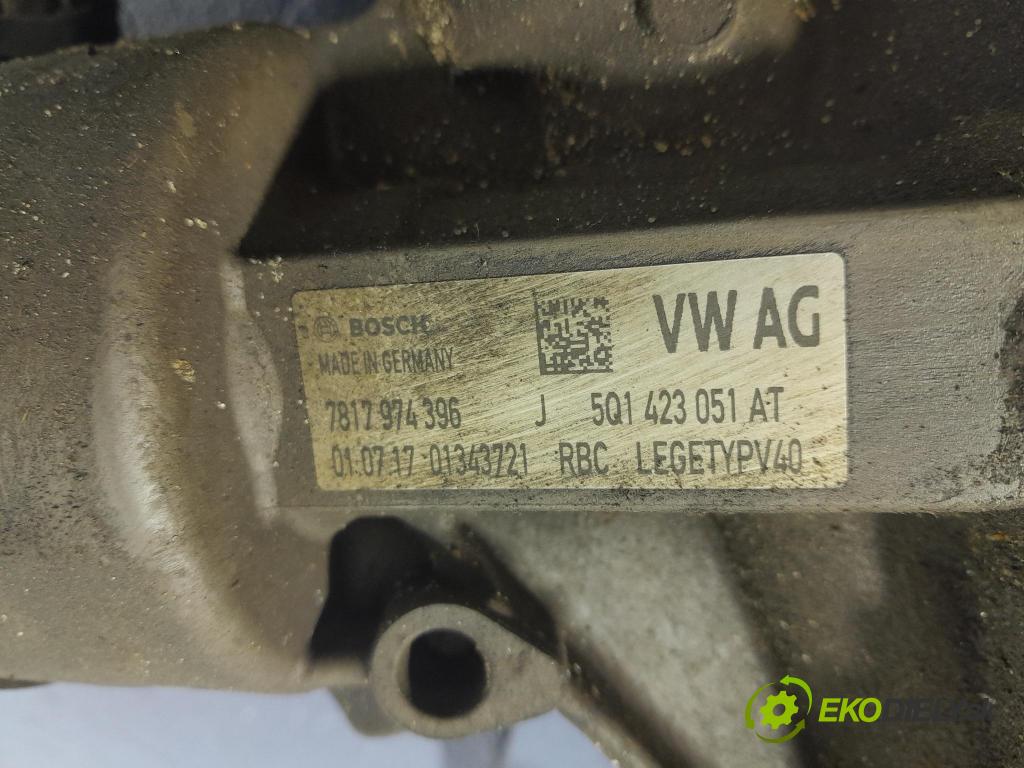 BOSCH VW AG
MADE IN GERMANY
7817 974 396 J 5Q1 423 051 AT
01.07.17 01343721 RBC LEGETYPV40
EKODIELY.SK